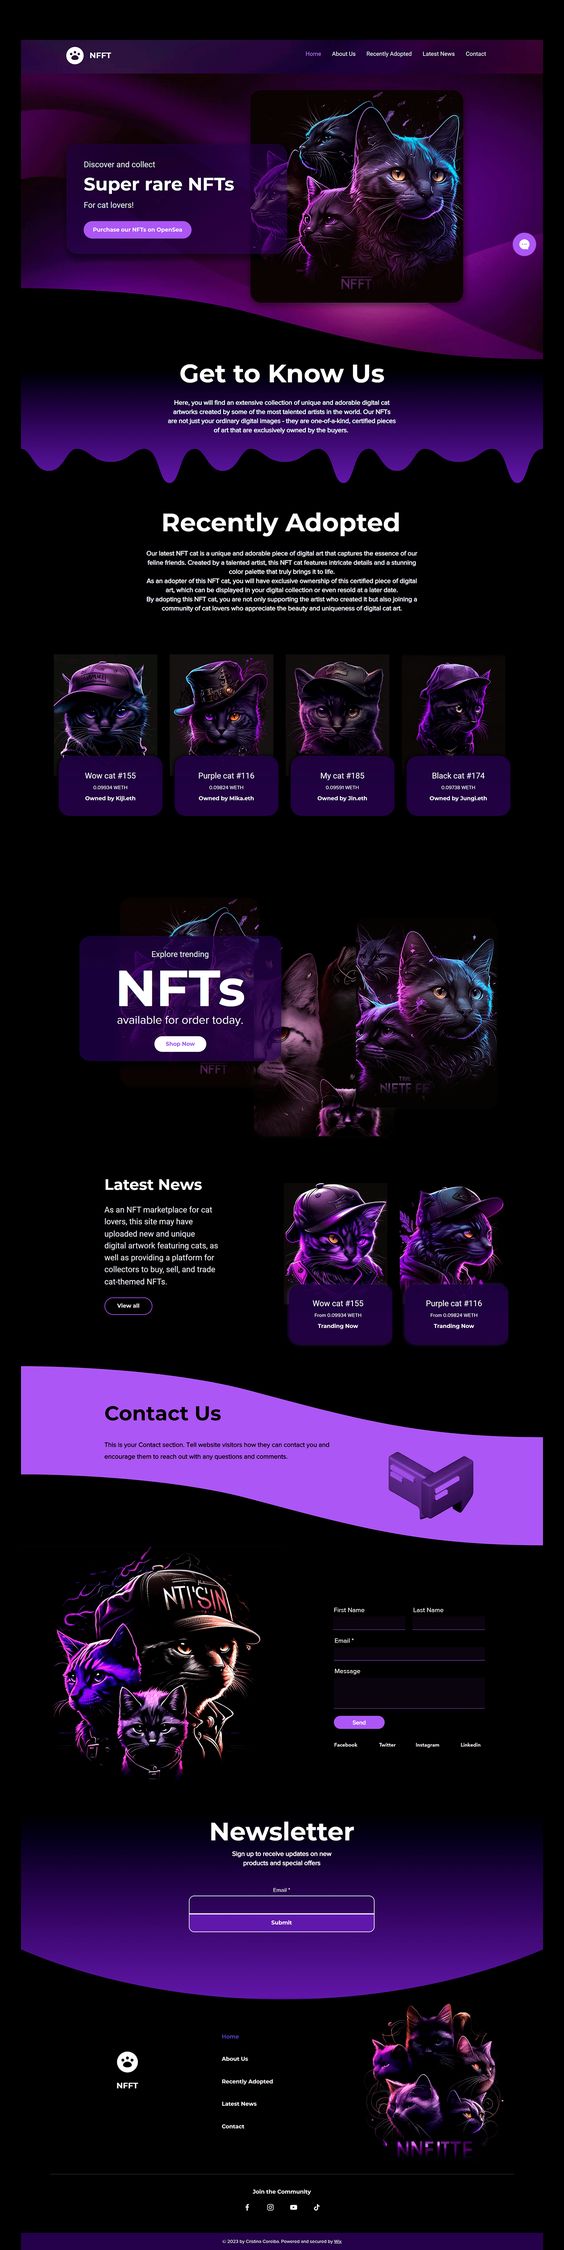 NFFT
Home
About Us
Recently Adopted
Latest News
Contact
Discover and collect
Super rare NFTs
For cat lovers!
Purchase our NFTs on OpenSea
NFFT
Get to Know Us
Here, you will find an extensive collection of unique and adorable digital cat
artworks created by some of the most talented artists in the world. Our NFTs
are not just your ordinary digital images - they are one-of-a-kind, certified pieces
of art that are exclusively owned by the buyers.
Recently Adopted
Our latest NFT cat is a unique and adorable piece of digital art that captures the essence of our
feline friends. Created by a talented artist, this NFT cat features intricate details and a stunning
color palette that truly brings it to life.
As an adopter of this NFT cat, you will have exclusive ownership of this certified piece of digital
art, which can be displayed in your digital collection or even resold at a later date.
By adopting this NFT cat, you are not only supporting the artist who created it but also joining a
community of cat lovers who appreciate the beauty and uniqueness of digital cat art.
Wow cat #155
0.09934 WETH
Owned by Kiji.eth
Purple cat #116
0.09824 WETH
Owned by Mika.eth
My cat #185
0.09591 WETH
Owned by Jin.eth
Black cat #174
0.09738 WETH
Owned by Jungi.eth
Explore trending
NFTs
available for order today.
Shop Now
NFFT
Latest News
As an NFT marketplace for cat
lovers, this site may have
uploaded new and unique
digital artwork featuring cats, as
well as providing a platform for
collectors to buy, sell, and trade
cat-themed NFTs.
View all
Wow cat #155
From 0.09934 WETH
Tranding Now
Purple cat #116
From 0.09824 WETH
Tranding Now
Contact Us
This is your Contact section. Tell website visitors how they can contact you and
encourage them to reach out with any questions and comments.
NTI'S'IN
First Name
Last Name
Email *
Message
Send
Facebook
Twitter
Instagram
Linkedin
Newsletter
Sign up to receive updates on new
products and special offers
Email *
Submit
NFFT
Home
About Us
Recently Adopted
Latest News
Contact
Join the Community
© 2023 by Cristina Coreiba. Powered and secured by Wix